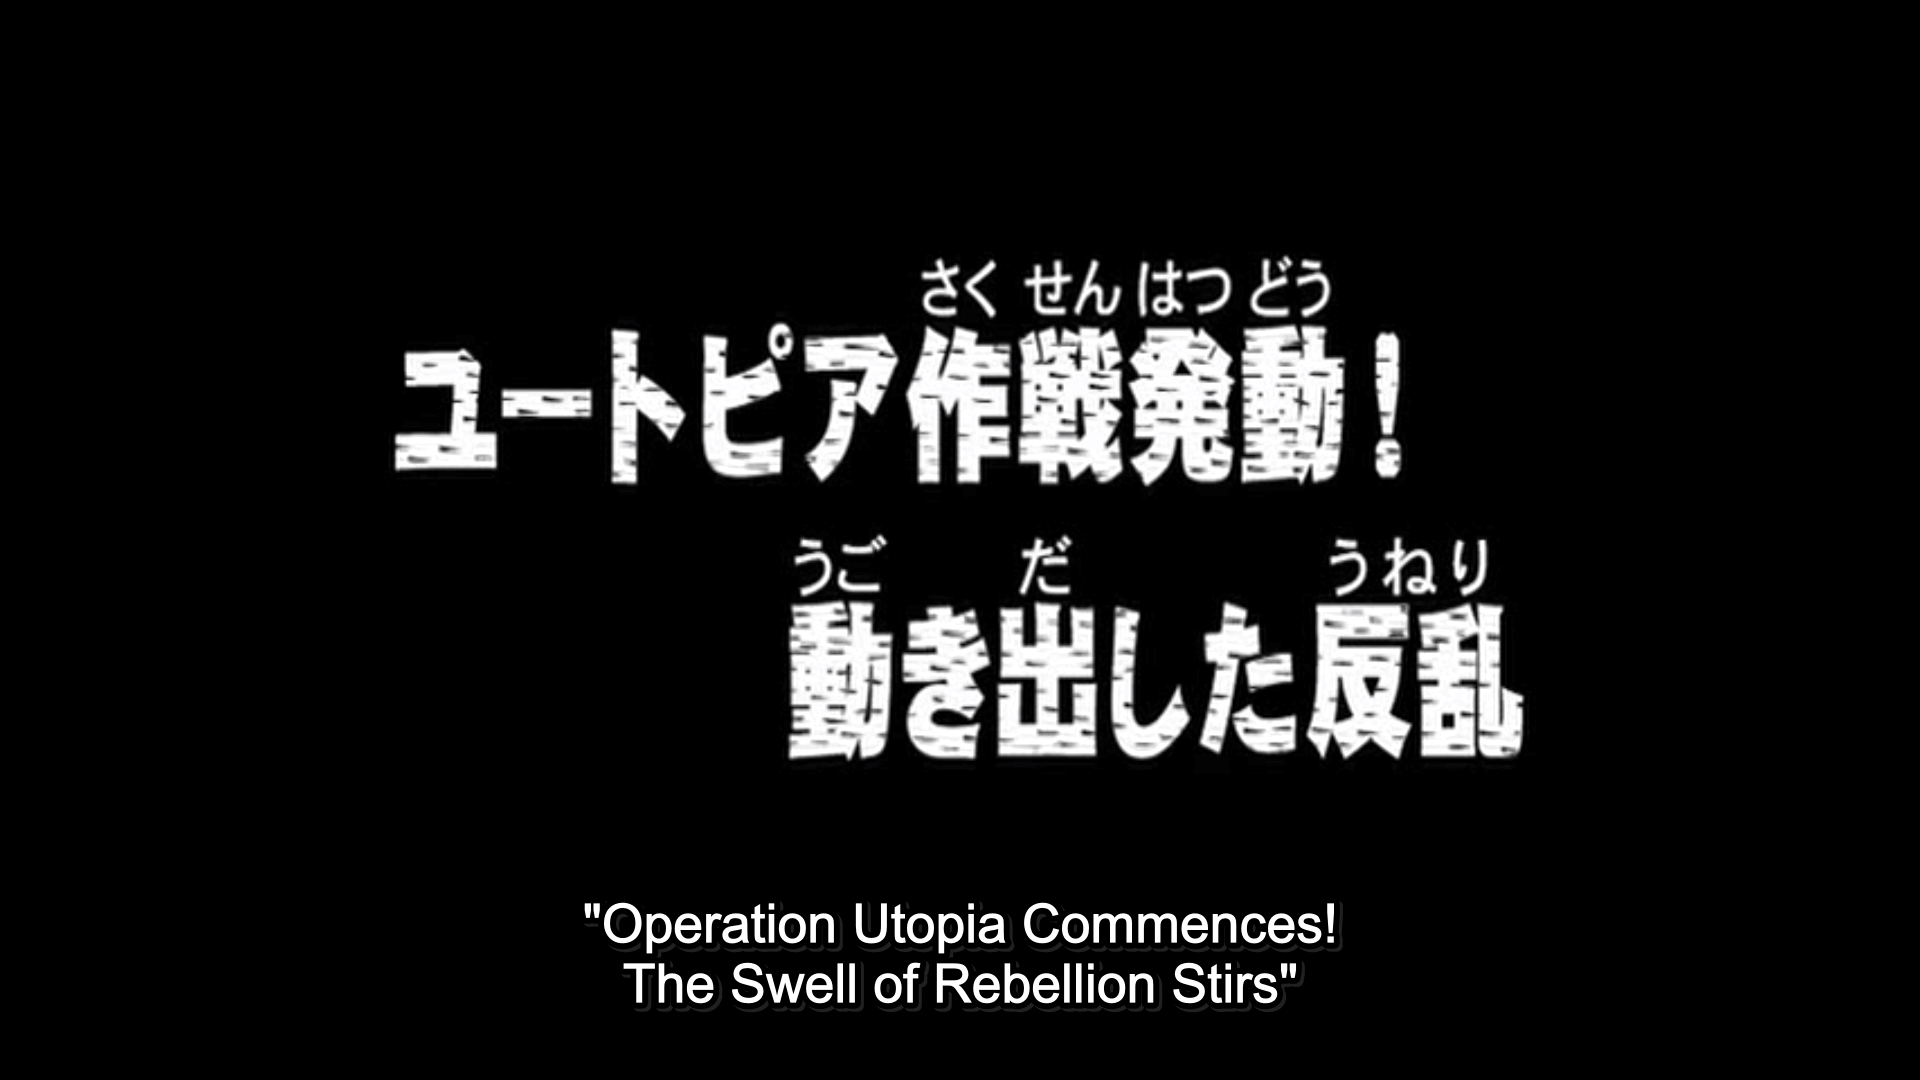 さくせんはつどう
ユートピア作戦発動!
うご だ うねり
動き出した反乱
"Operation Utopia Commences!
The Swell of Rebellion Stirs"